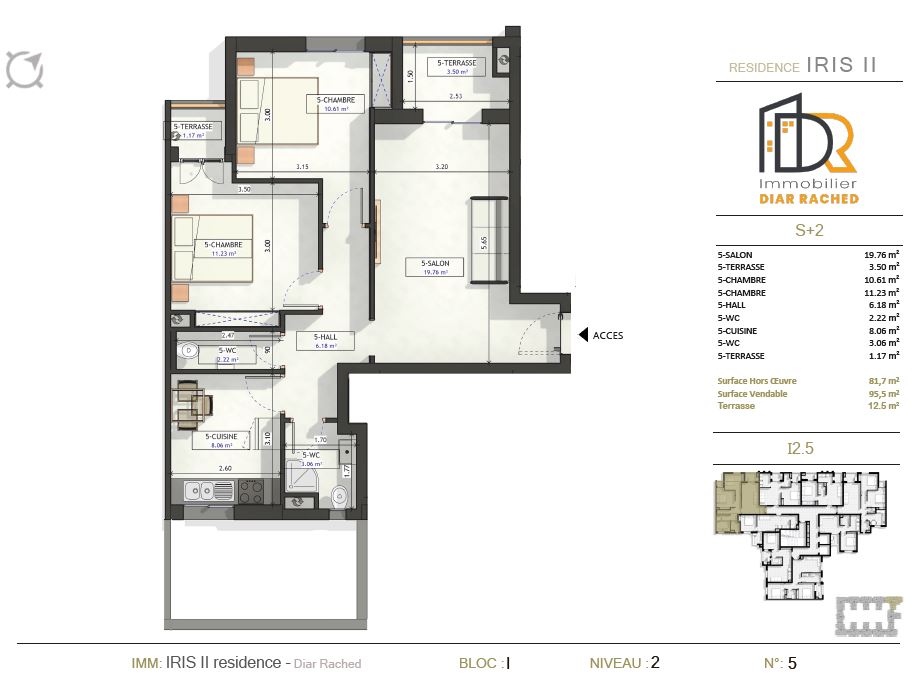 RESIDENCE IRIS II
Immobilier
DIAR RACHED
S+2
5-SALON 19.76 m²
5-TERRASSE 3.50 m²
5-CHAMBRE 10.61 m²
5-CHAMBRE 11.23 m²
5-HALL 6.18 m²
5-WC 2.22 m²
5-CUISINE 8.06 m²
5-WC 3.06 m²
5-TERRASSE 1.17 m²
Surface Hors Œuvre 81,7 m²
Surface Vendable 95,5 m²
Terrasse 12.5 m²
I2.5
5-TERRASSE
3.50 m²
1.50
2.53
5-CHAMBRE
10.61 m²
3.00
3.15
5-TERRASSE
1.17 m²
3.50
3.20
5-CHAMBRE
11.23 m²
3.00
5.65
5-SALON
19.76 m²
2.47
5-HALL
6.18 m²
ACCES
5-WC
2.22 m²
90
5-CUISINE
8.06 m²
3.10
2.60
1.70
5-WC
3.06 m²
1.77
IMM: IRIS II residence - Diar Rached
BLOC : I
NIVEAU : 2
N°: 5